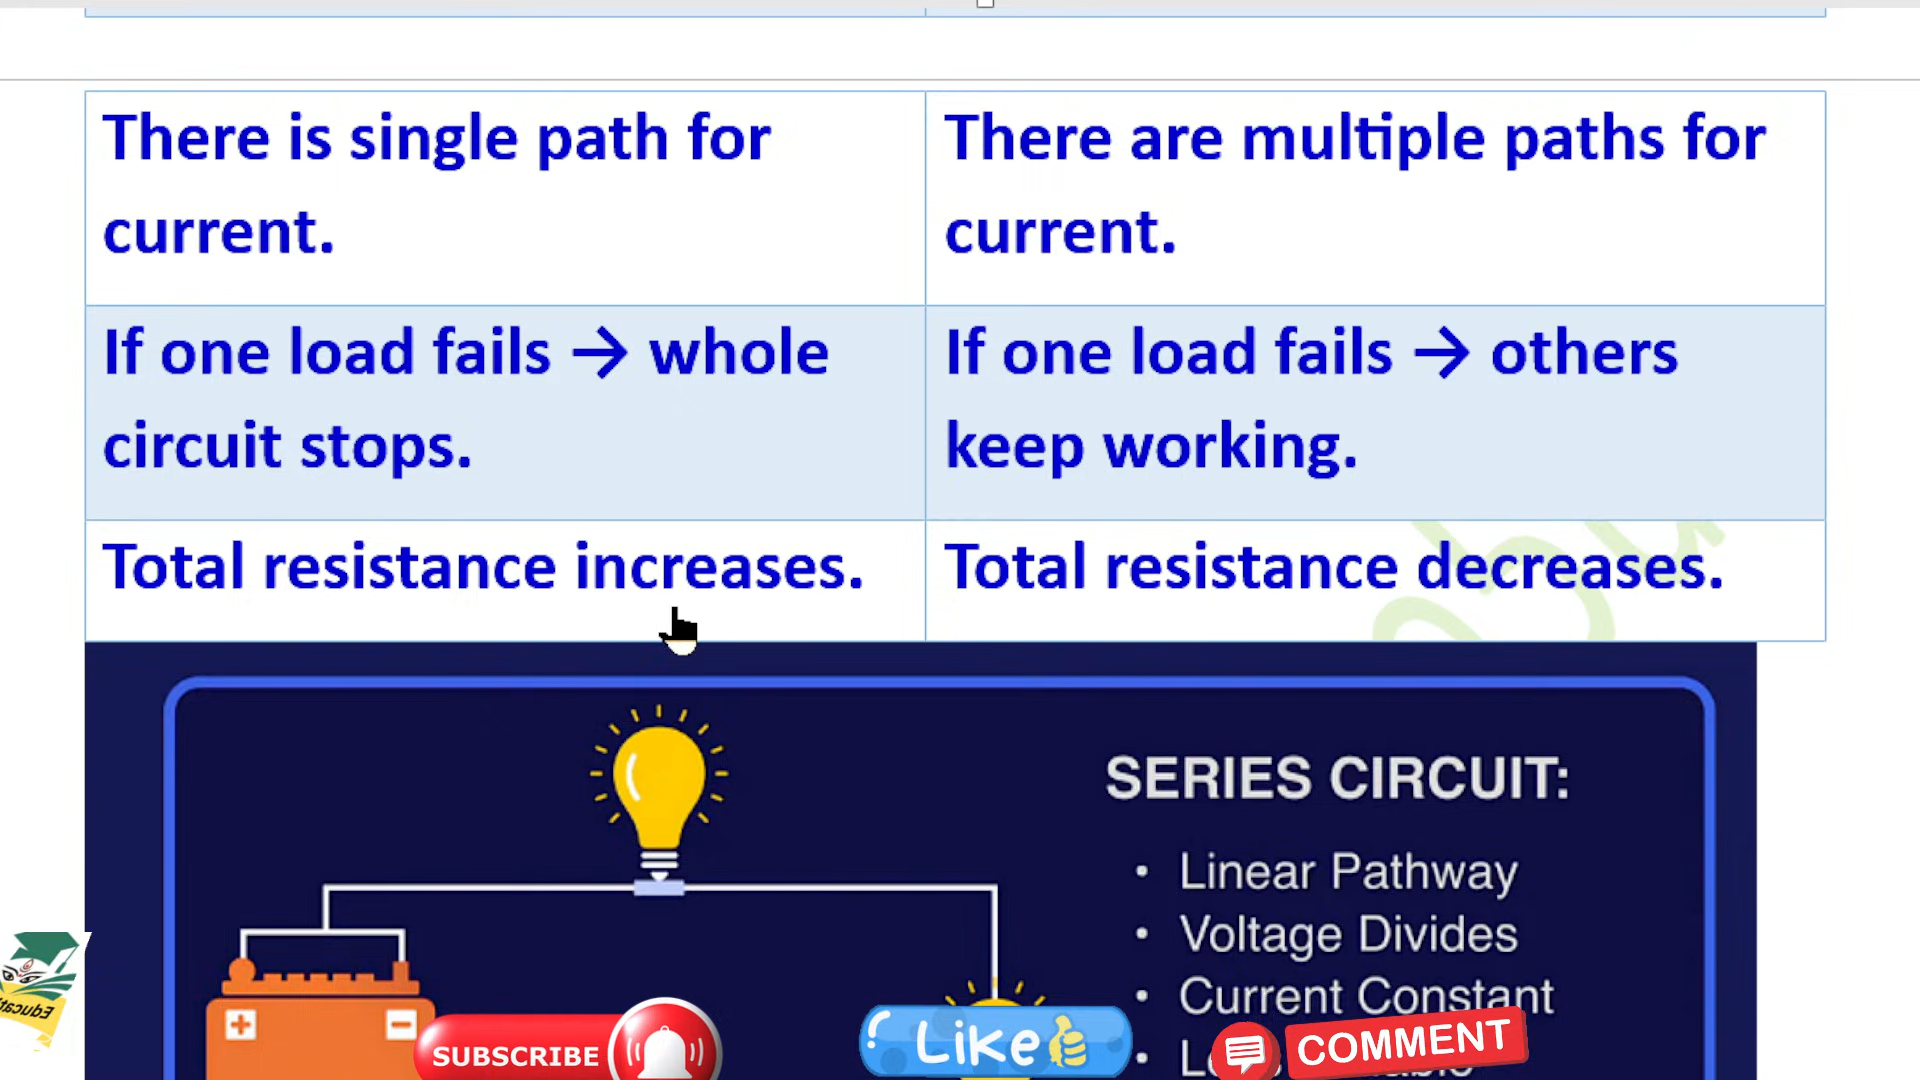 There is single path for
current.
There are multiple paths for
current.
If one load fails → whole
circuit stops.
If one load fails → others
keep working.
Total resistance increases.
Total resistance decreases.
SERIES CIRCUIT:
• Linear Pathway
• Voltage Divides
• Current Constant
SUBSCRIBE
Like
COMMENT